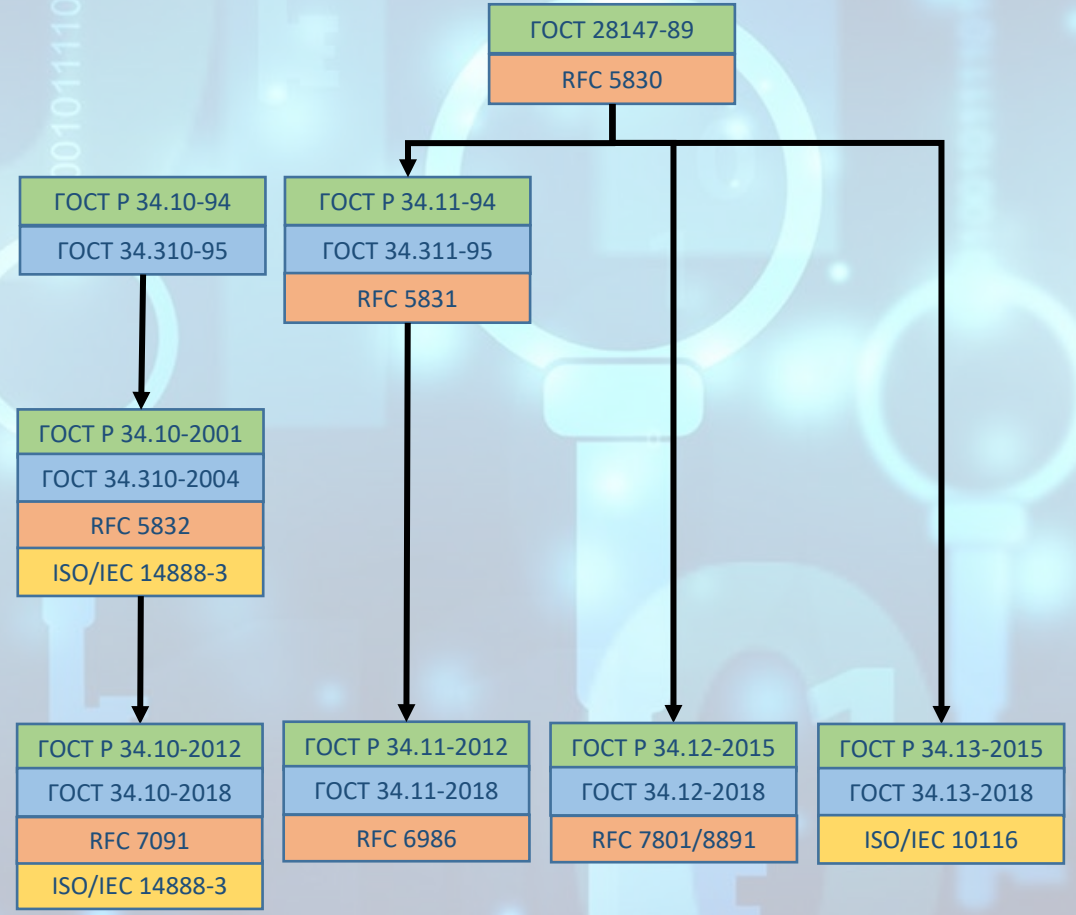 ГОСТ 28147-89
RFC 5830
ГОСТ Р 34.10-94
ГОСТ 34.310-95
ГОСТ Р 34.11-94
ГОСТ 34.311-95
RFC 5831
ГОСТ Р 34.10-2001
ГОСТ 34.310-2004
RFC 5832
ISO/IEC 14888-3
ГОСТ Р 34.10-2012
ГОСТ 34.10-2018
RFC 7091
ISO/IEC 14888-3
ГОСТ Р 34.11-2012
ГОСТ 34.11-2018
RFC 6986
ГОСТ Р 34.12-2015
ГОСТ 34.12-2018
RFC 7801/8891
ГОСТ Р 34.13-2015
ГОСТ 34.13-2018
ISO/IEC 10116